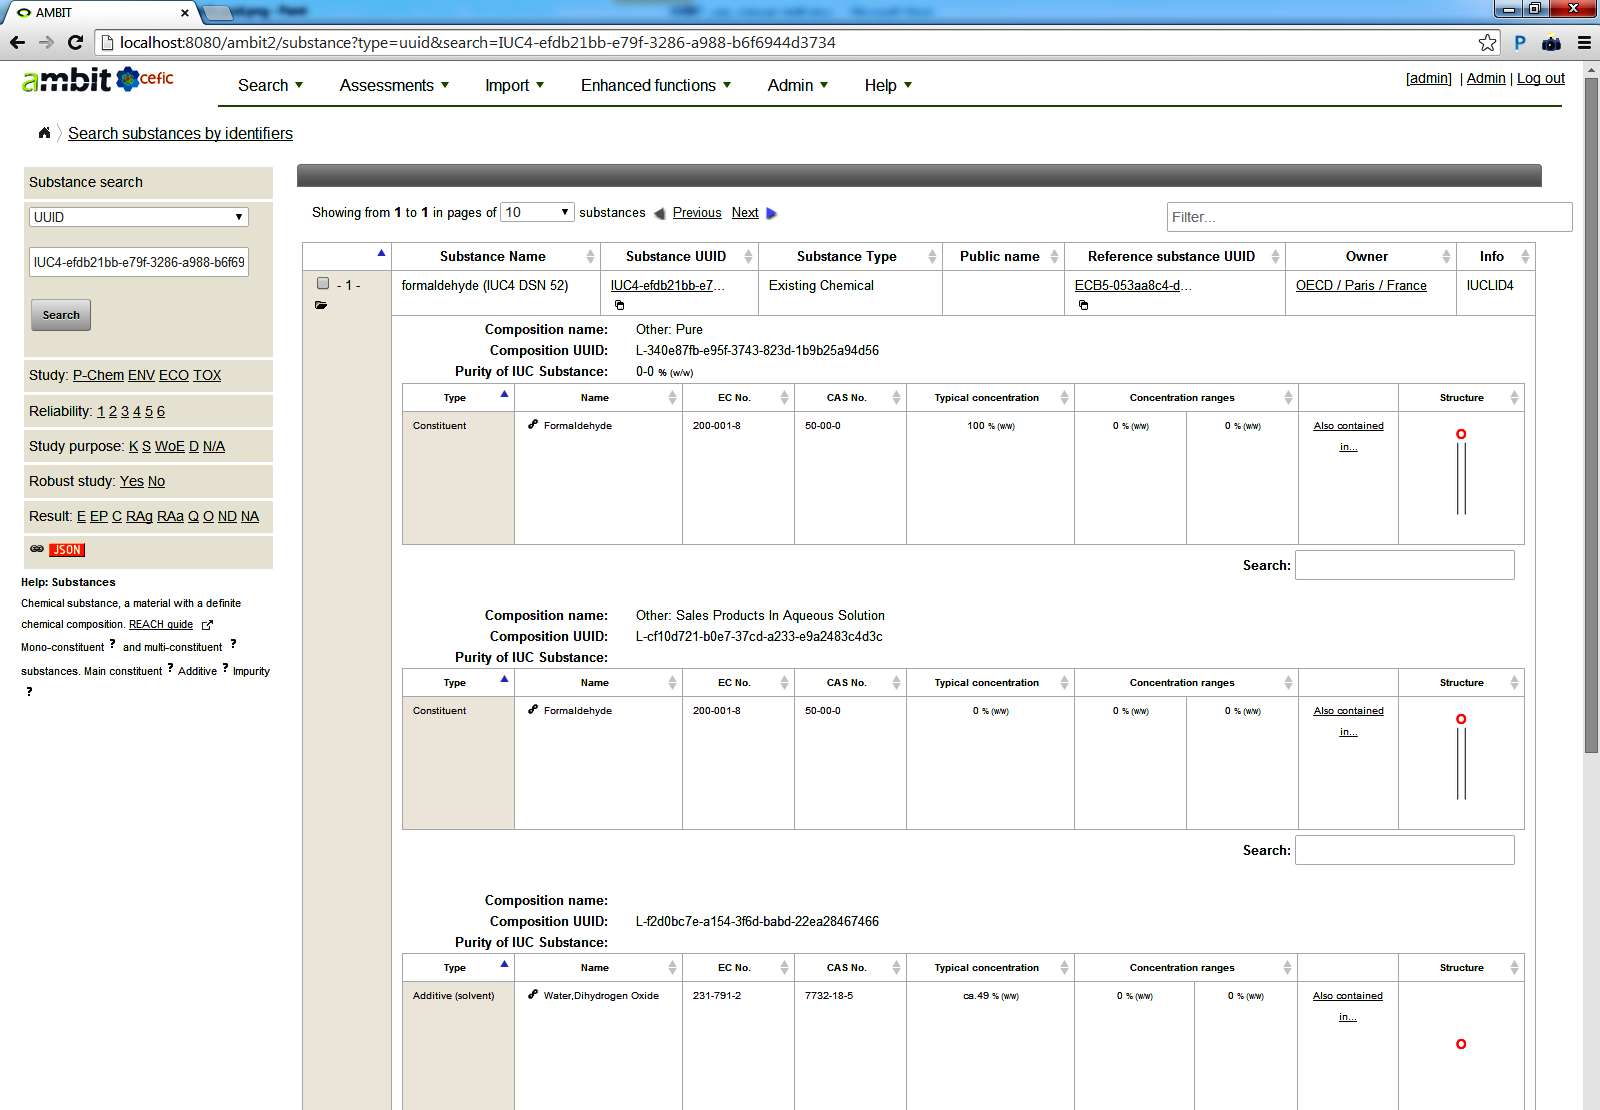 AMBIT
localhost:8080/ambit2/substance?type=uuid&search=IUC4-efdb21bb-e79f-3286-a988-b6f6944d3734
ambit cefic
Search Assessments Import Enhanced functions Admin Help
[admin] | Admin | Log out
Search substances by identifiers
Substance search
UUID
IUC4-efdb21bb-e79f-3286-a988-b6f69
Search
Study: P-Chem ENV ECO TOX
Reliability: 1 2 3 4 5 6
Study purpose: K S WoE D N/A
Robust study: Yes No
Result: E EP C RAg RAa Q O ND NA
JSON
Help: Substances
Chemical substance, a material with a definite
chemical composition. REACH guide
Mono-constituent ? and multi-constituent ?
substances. Main constituent ? Additive ? Impurity
?
Showing from 1 to 1 in pages of 10 substances Previous Next
Filter...
Substance Name Substance UUID Substance Type Public name Reference substance UUID Owner Info
- 1 - formaldehyde (IUC4 DSN 52) IUC4-efdb21bb-e7... Existing Chemical ECB5-053aa8c4-d... OECD / Paris / France IUCLID4
Composition name: Other: Pure
Composition UUID: L-340e87fb-e95f-3743-823d-1b9b25a94d56
Purity of IUC Substance: 0-0 % (w/w)
Type Name EC No. CAS No. Typical concentration Concentration ranges Structure
Constituent Formaldehyde 200-001-8 50-00-0 100 % (w/w) 0 % (w/w) 0 % (w/w) Also contained
in...
O
Search:
Composition name: Other: Sales Products In Aqueous Solution
Composition UUID: L-cf10d721-b0e7-37cd-a233-e9a2483c4d3c
Purity of IUC Substance:
Type Name EC No. CAS No. Typical concentration Concentration ranges Structure
Constituent Formaldehyde 200-001-8 50-00-0 0 % (w/w) 0 % (w/w) 0 % (w/w) Also contained
in...
O
Search:
Composition name:
Composition UUID: L-f2d0bc7e-a154-3f6d-babd-22ea28467466
Purity of IUC Substance:
Type Name EC No. CAS No. Typical concentration Concentration ranges Structure
Additive (solvent) Water,Dihydrogen Oxide 231-791-2 7732-18-5 ca.49 % (w/w) 0 % (w/w) 0 % (w/w) Also contained
in...
O